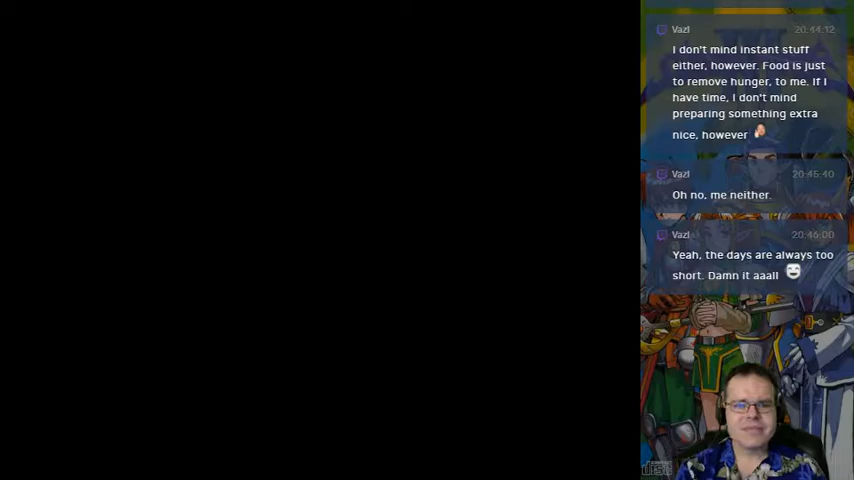 Vazl 20:44:12
I don't mind instant stuff
either, however. Food is just
to remove hunger, to me. If I
have time, I don't mind
preparing something extra
nice, however
Vazl 20:45:40
Oh no, me neither.
Vazl 20:46:00
Yeah, the days are always too
short. Damn it aaall